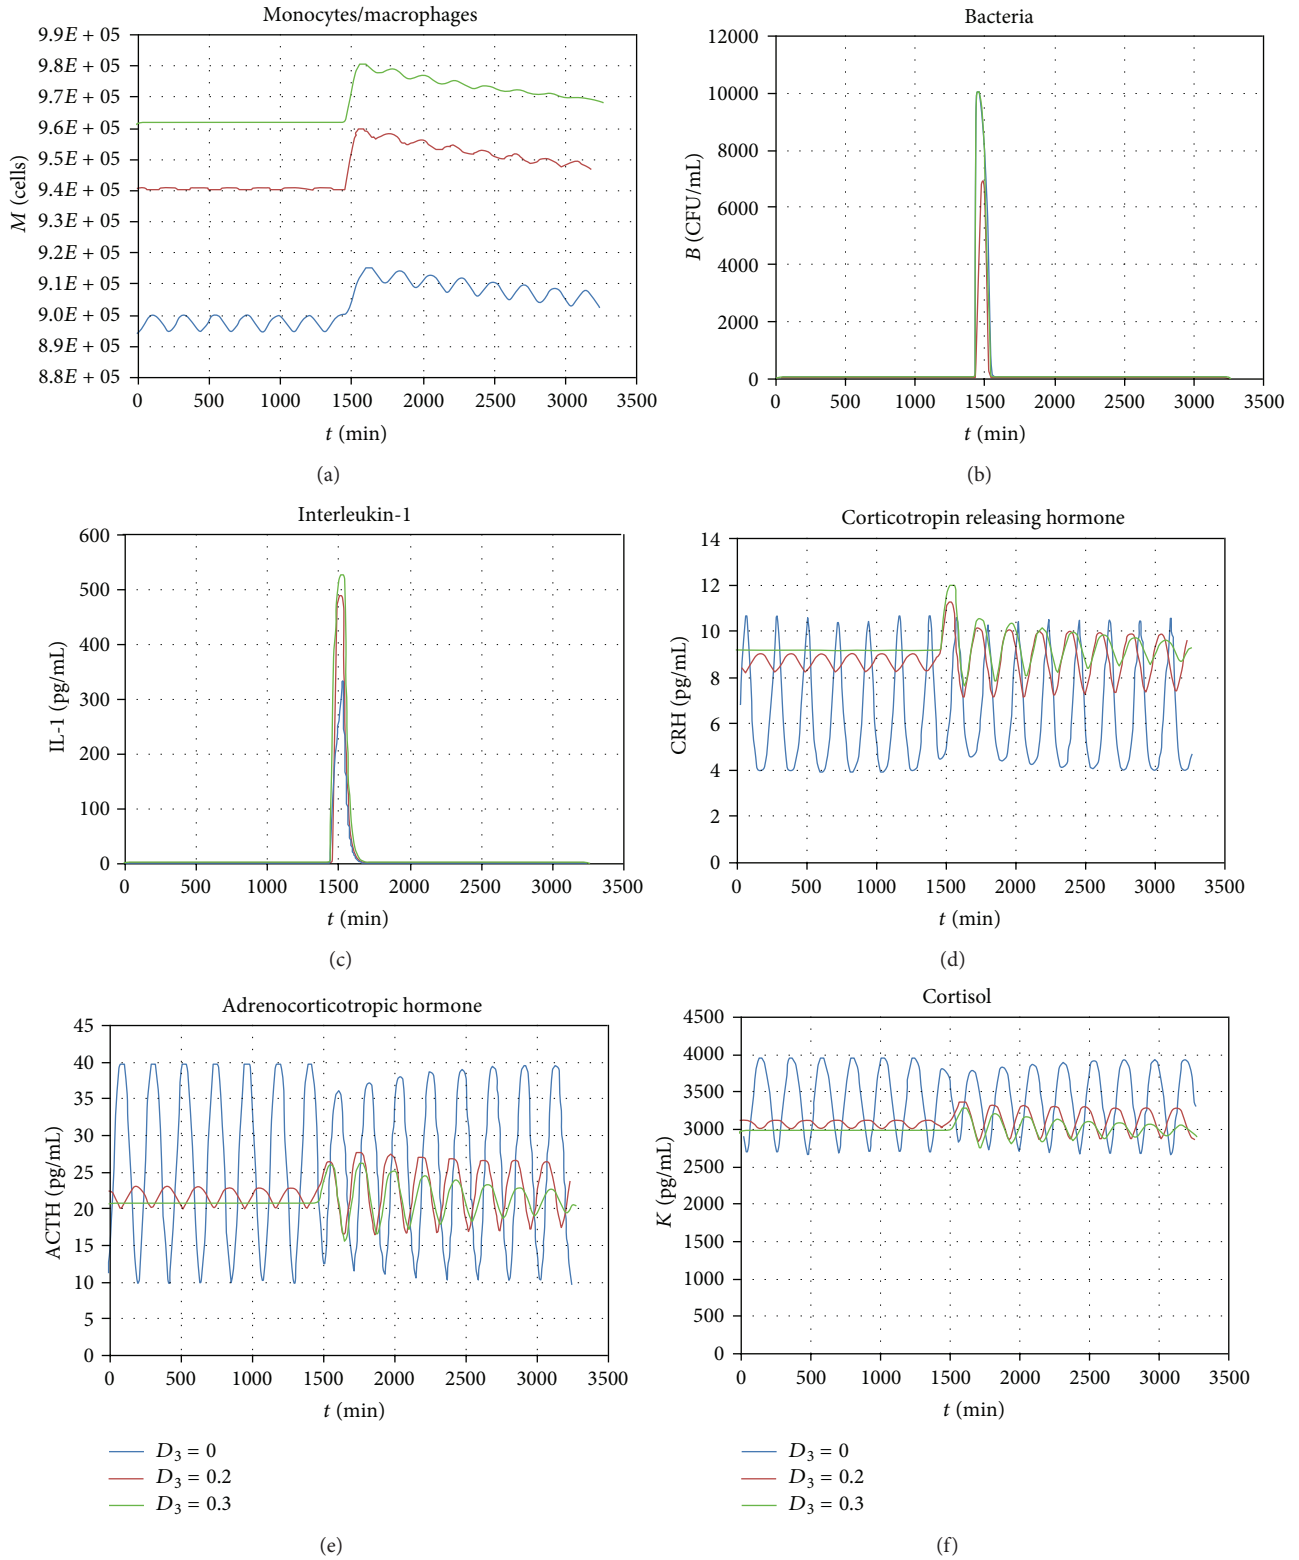 Monocytes/macrophages
9.9E + 05
9.8E + 05
9.7E + 05
9.6E + 05
9.5E + 05
9.4E + 05
9.3E + 05
9.2E + 05
9.1E + 05
9.0E + 05
8.9E + 05
8.8E + 05
M (cells)
0 500 1000 1500 2000 2500 3000 3500
t (min)
(a)
Bacteria
12000
10000
8000
6000
4000
2000
0
B (CFU/mL)
0 500 1000 1500 2000 2500 3000 3500
t (min)
(b)
Interleukin-1
600
500
400
300
200
100
0
IL-1 (pg/mL)
0 500 1000 1500 2000 2500 3000 3500
t (min)
(c)
Corticotropin releasing hormone
14
12
10
8
6
4
2
0
CRH (pg/mL)
0 500 1000 1500 2000 2500 3000 3500
t (min)
(d)
Adrenocorticotropic hormone
45
40
35
30
25
20
15
10
5
0
ACTH (pg/mL)
0 500 1000 1500 2000 2500 3000 3500
t (min)
D3 = 0
D3 = 0.2
D3 = 0.3
(e)
Cortisol
4500
4000
3500
3000
2500
2000
1500
1000
500
0
K (pg/mL)
0 500 1000 1500 2000 2500 3000 3500
t (min)
D3 = 0
D3 = 0.2
D3 = 0.3
(f)